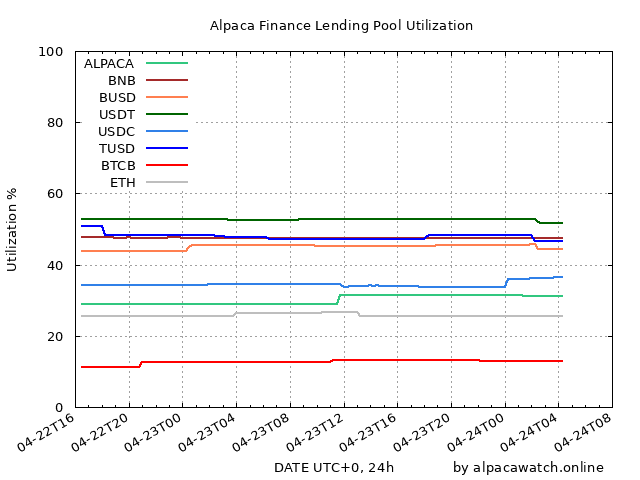 Alpaca Finance Lending Pool Utilization
100
80
60
40
20
0
Utilization %
ALPACA
BNB
BUSD
USDT
USDC
TUSD
BTCB
ETH
04-22T16
04-22T20
04-23T00
04-23T04
04-23T08
04-23T12
04-23T16
04-23T20
04-24T00
04-24T04
04-24T08
DATE UTC+0, 24h
by alpacawatch.online